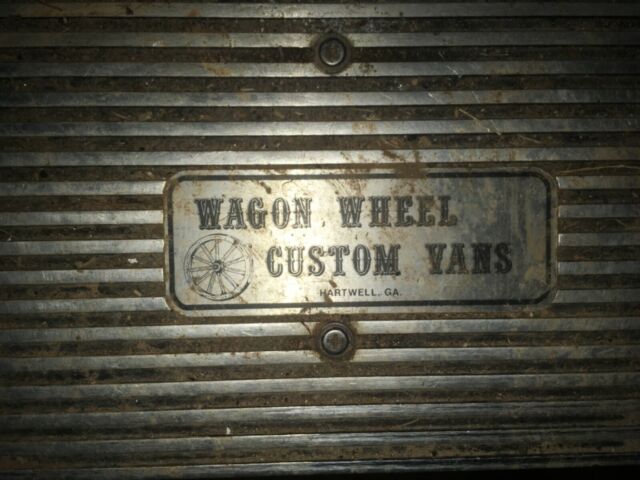 WAGON WHEEL
CUSTOM VANS
HARTWELL, GA.